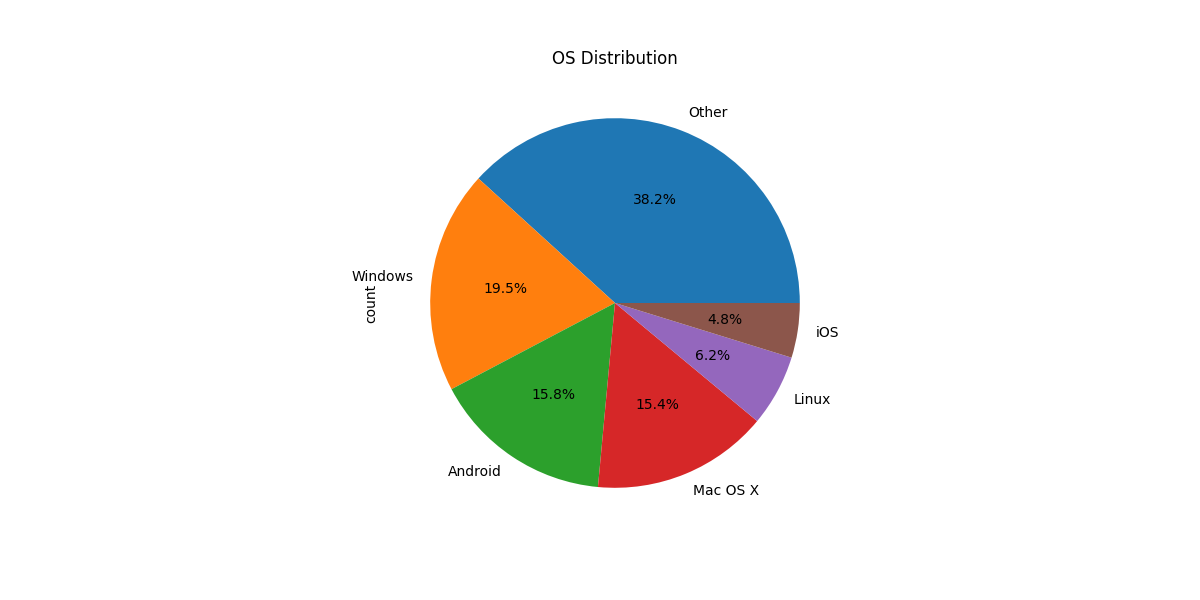 OS Distribution
Other
38.2%
Windows
19.5%
count
4.8%
iOS
6.2%
Linux
15.8%
15.4%
Android
Mac OS X